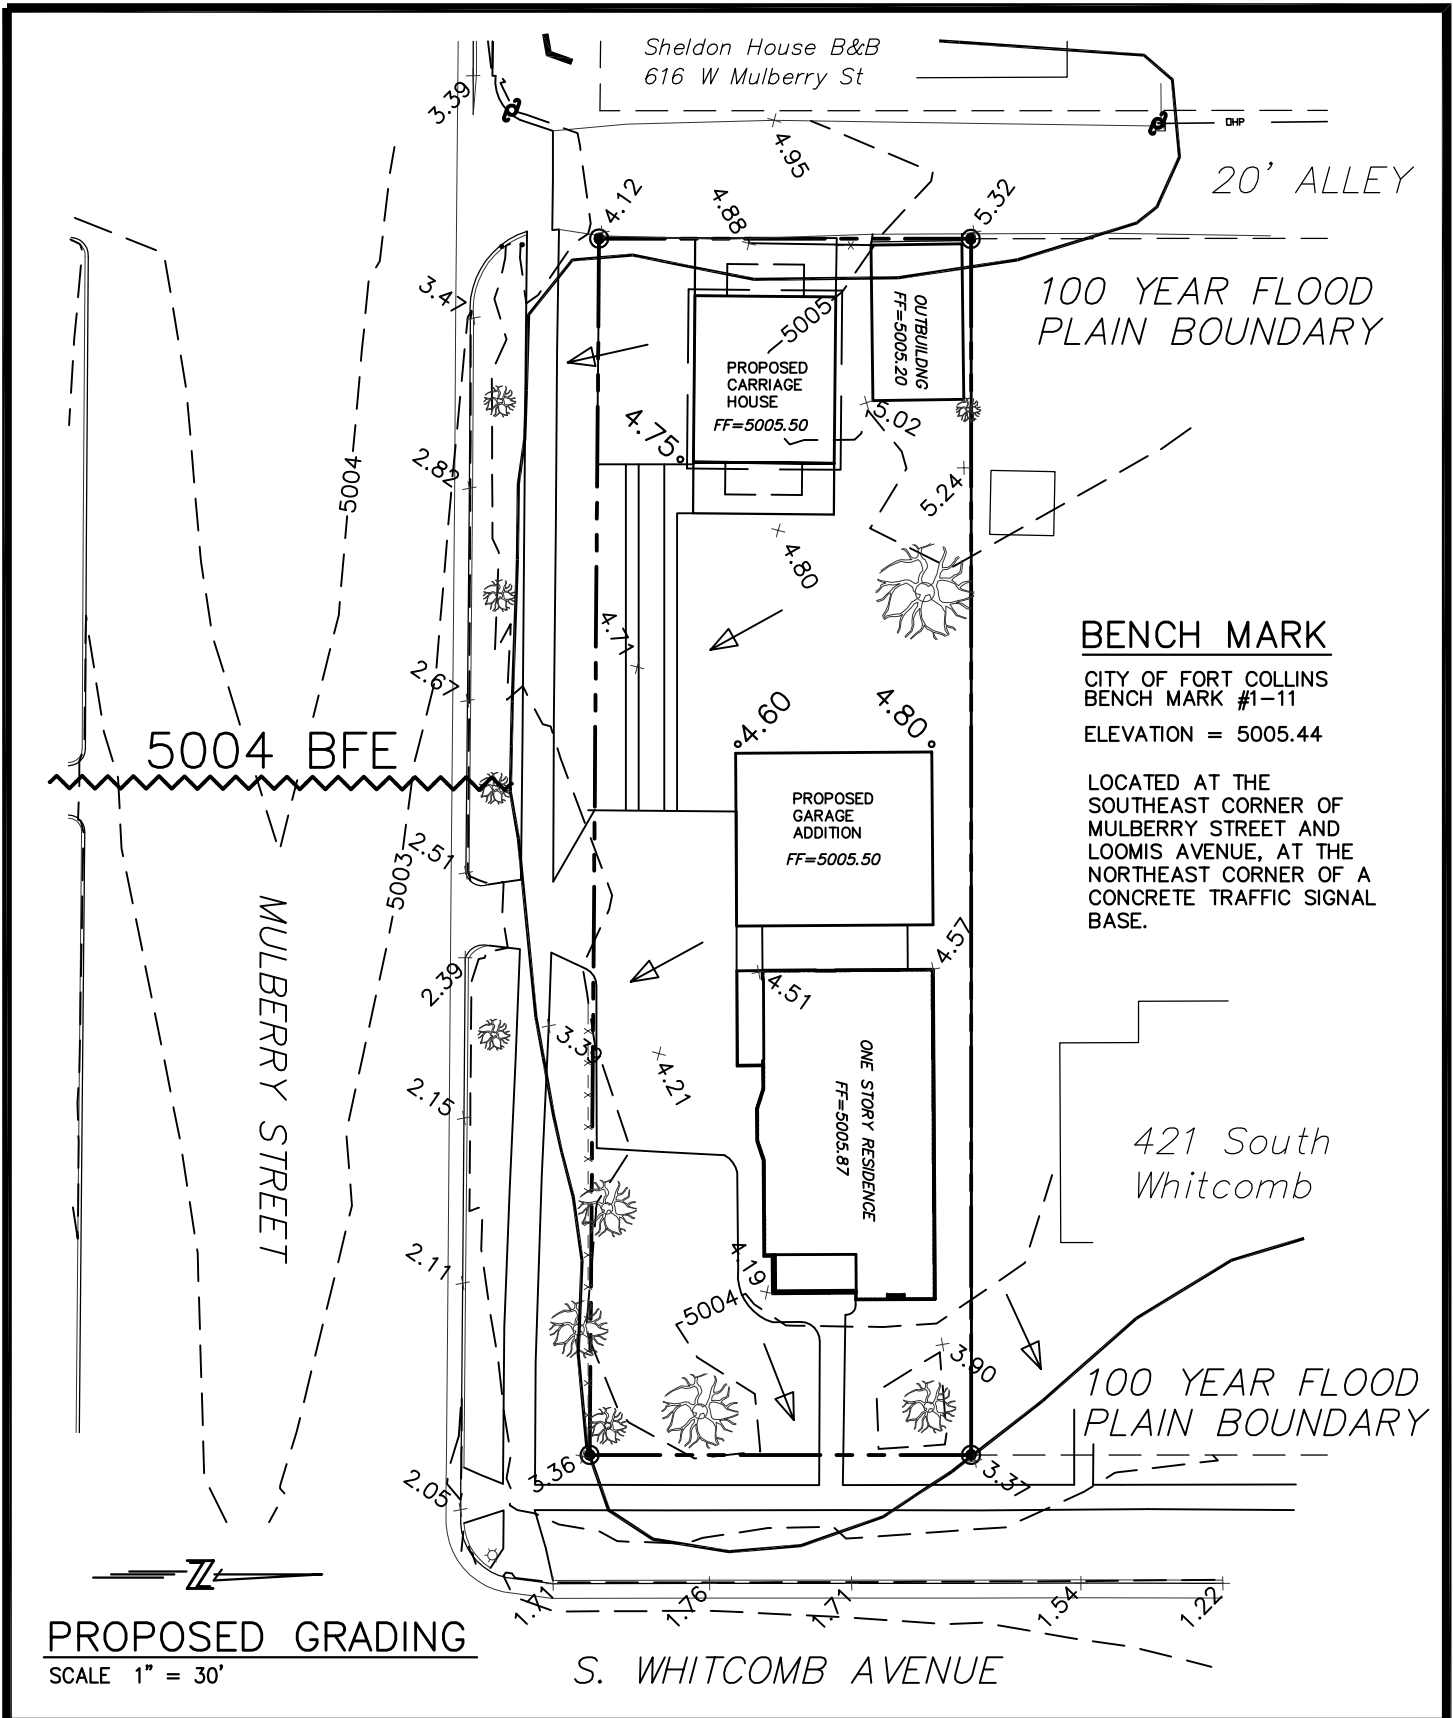 Sheldon House B&B
616 W Mulberry St
3.39
OHP
4.95
20' ALLEY
4.12
4.88
5.32
3.47
100 YEAR FLOOD
PLAIN BOUNDARY
5005
OUTBUILDNG
FF=5005.20
PROPOSED
CARRIAGE
HOUSE
FF=5005.50
5.02
4.75
2.82
5004
5.24
4.80
4.71
BENCH MARK
CITY OF FORT COLLINS
BENCH MARK #1-11
ELEVATION = 5005.44
LOCATED AT THE
SOUTHEAST CORNER OF
MULBERRY STREET AND
LOOMIS AVENUE, AT THE
NORTHEAST CORNER OF A
CONCRETE TRAFFIC SIGNAL
BASE.
2.67
4.60
4.80
5004 BFE
PROPOSED
GARAGE
ADDITION
FF=5005.50
2.51
5003
MULBERRY STREET
4.57
2.39
4.51
3.39
4.21
ONE STORY RESIDENCE
FF=5005.87
2.15
421 South
Whitcomb
2.11
4.19
5004
3.90
100 YEAR FLOOD
PLAIN BOUNDARY
3.36
3.37
2.05
Z
1.71
1.76
1.71
1.54
1.22
PROPOSED GRADING
SCALE 1" = 30'
S. WHITCOMB AVENUE